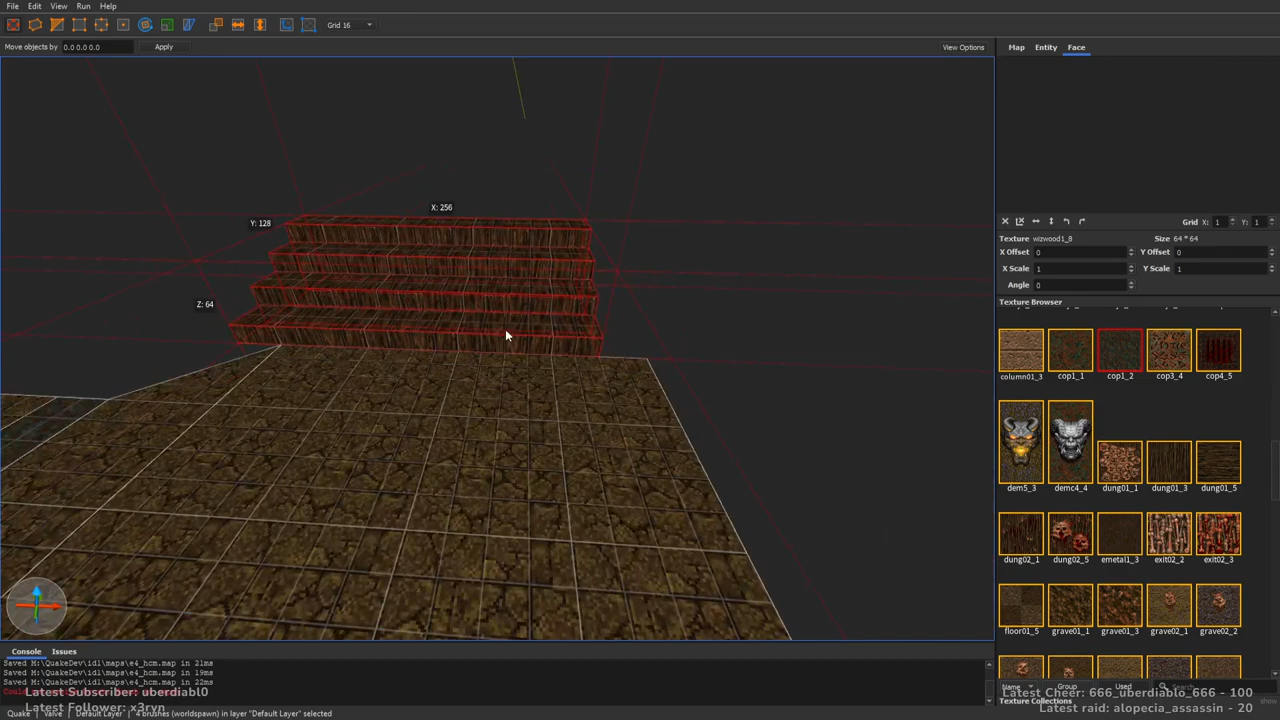 File Edit View Run Help
Grid 16
Move objects by 0.0 0.0 0.0 Apply View Options
Map Entity Face
X: 256
Y: 128
Z: 64
Grid X: 1 Y: 1
Texture wizwood1_8 Size 64 * 64
X Offset 0 Y Offset 0
X Scale 1 Y Scale 1
Angle 0
Texture Browser
column01_3 cop1_1 cop1_2 cop3_4 cop4_5
dem5_3 demc4_4 dung01_1 dung01_3 dung01_5
dung02_1 dung02_5 emetal1_3 exit02_2 exit02_3
floor01_5 grave01_1 grave01_3 grave02_1 grave02_2
Name Group Used Search
Texture Collections show
Console Issues
Saved M:\QuakeDev\id1\maps\e4_hcm.map in 21ms
Saved M:\QuakeDev\id1\maps\e4_hcm.map in 19ms
Saved M:\QuakeDev\id1\maps\e4_hcm.map in 22ms
Latest Subscriber: uberdiabl0
Latest Follower: x3ryn
Latest Cheer: 666_uberdiablo_666 - 100
Latest raid: alopecia_assassin - 20
Quake Valve Default Layer 4 brushes (worldspawn) in layer "Default Layer" selected